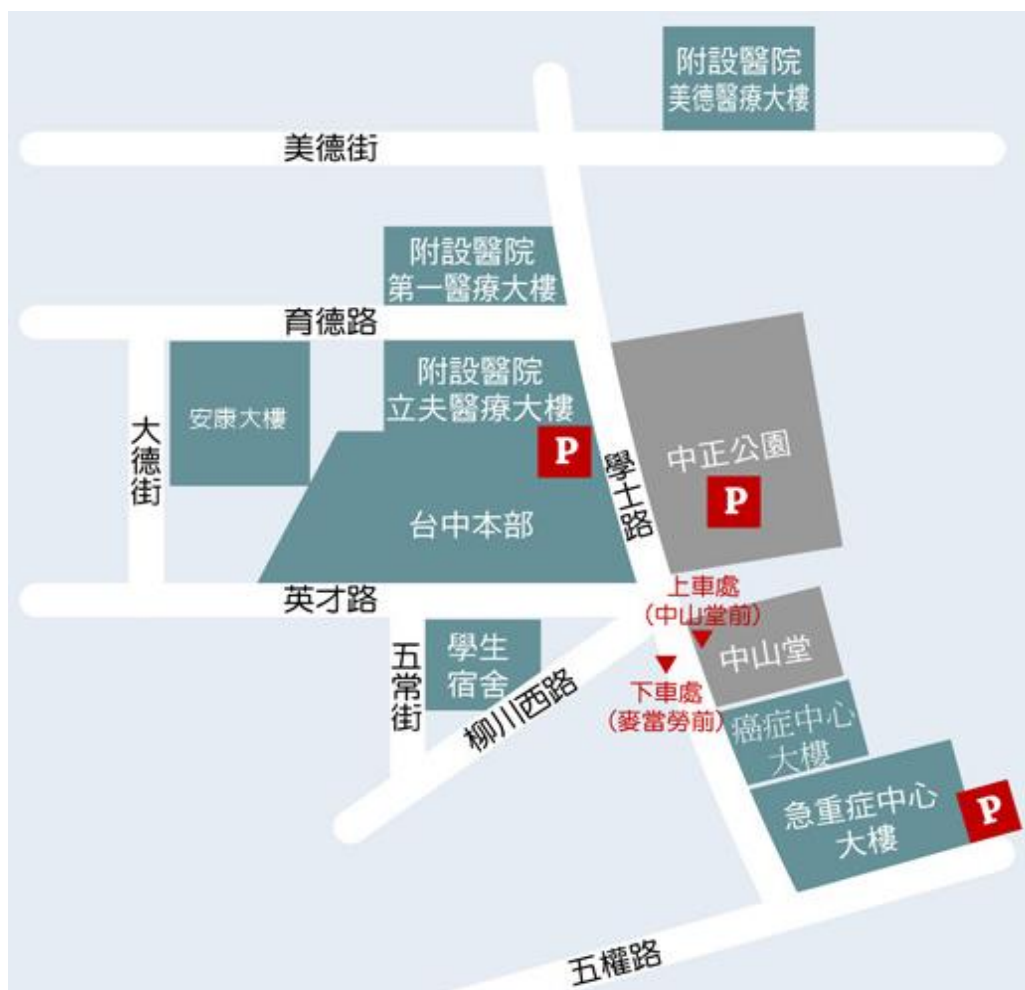 附設醫院
美德醫療大樓
美德街
附設醫院
第一醫療大樓
育德路
附設醫院
立夫醫療大樓
安康大樓
大德街
P
學士路
中正公園
P
台中本部
上車處
(中山堂前)
英才路
五常街
學生
宿舍
柳川西路
中山堂
下車處
(麥當勞前)
癌症中心
大樓
急重症中心
大樓
P
五權路